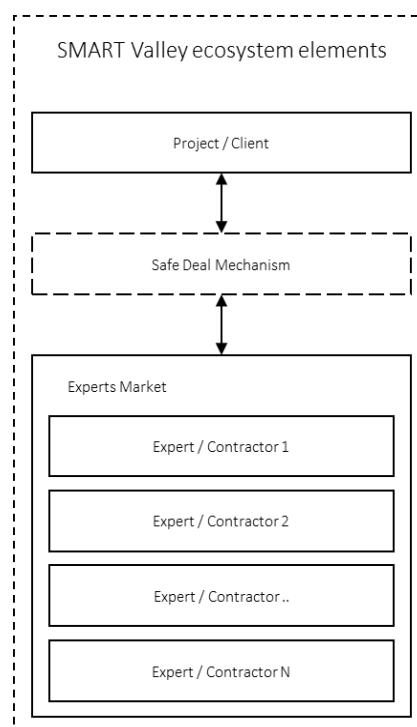 SMART Valley ecosystem elements
Project / Client
Safe Deal Mechanism
Experts Market
Expert / Contractor 1
Expert / Contractor 2
Expert / Contractor ..
Expert / Contractor N